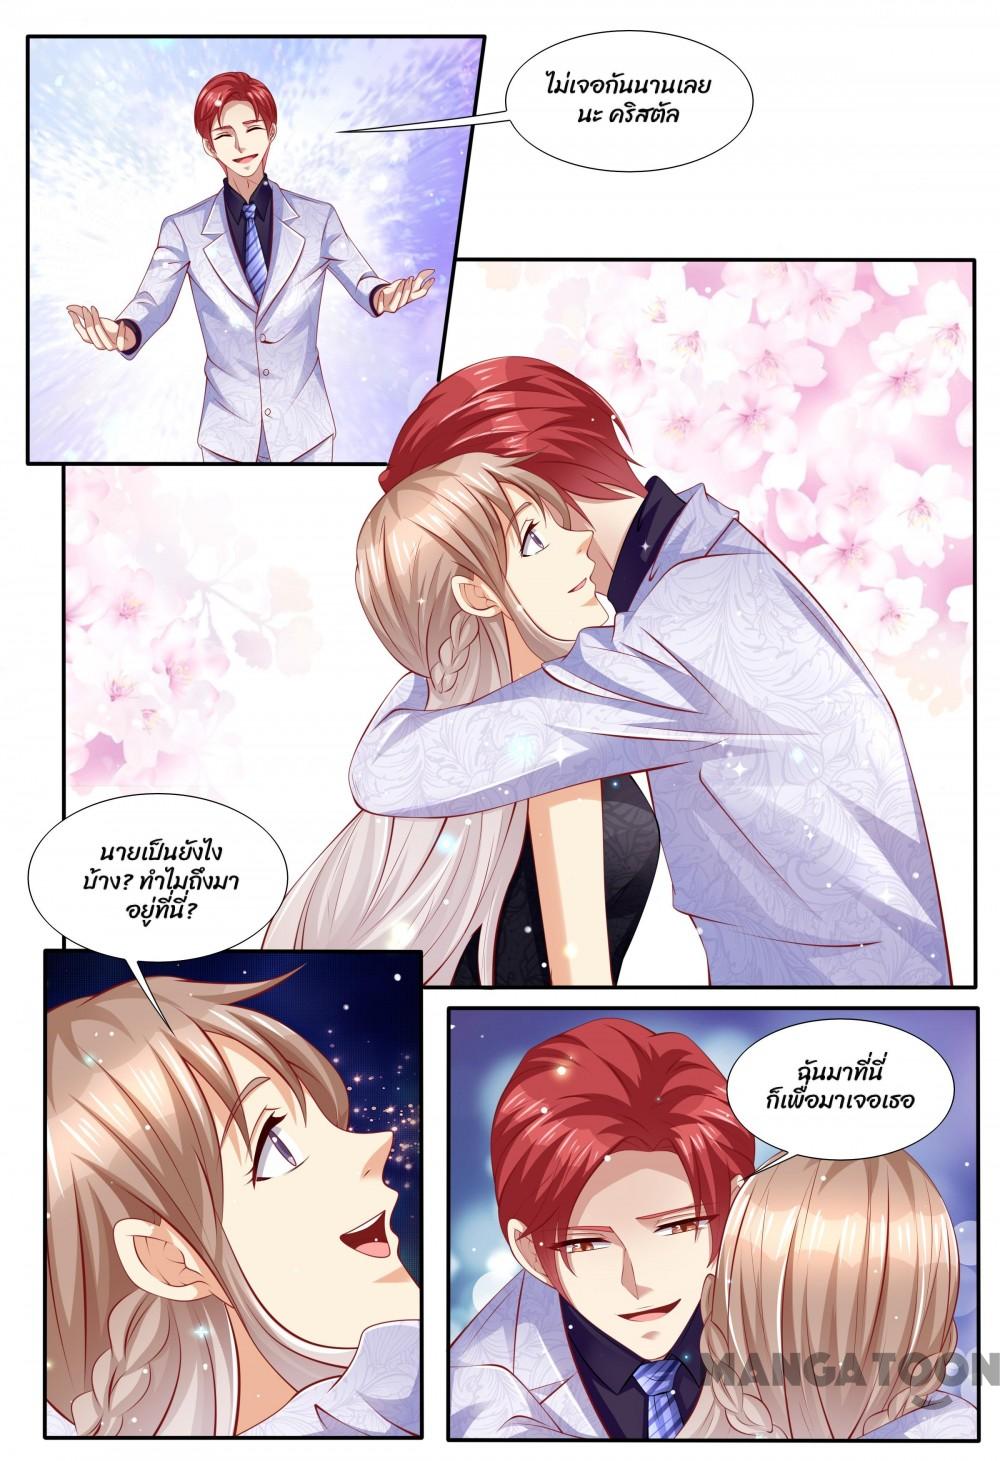 ไม่เจอกันนานเลย
นะ คริสตัล
นายเป็นยังไง
บ้าง? ทำไมถึงมา
อยู่ที่นี่?
ฉันมาที่นี่
ก็เพื่อมาเจอเธอ
MANGATOON